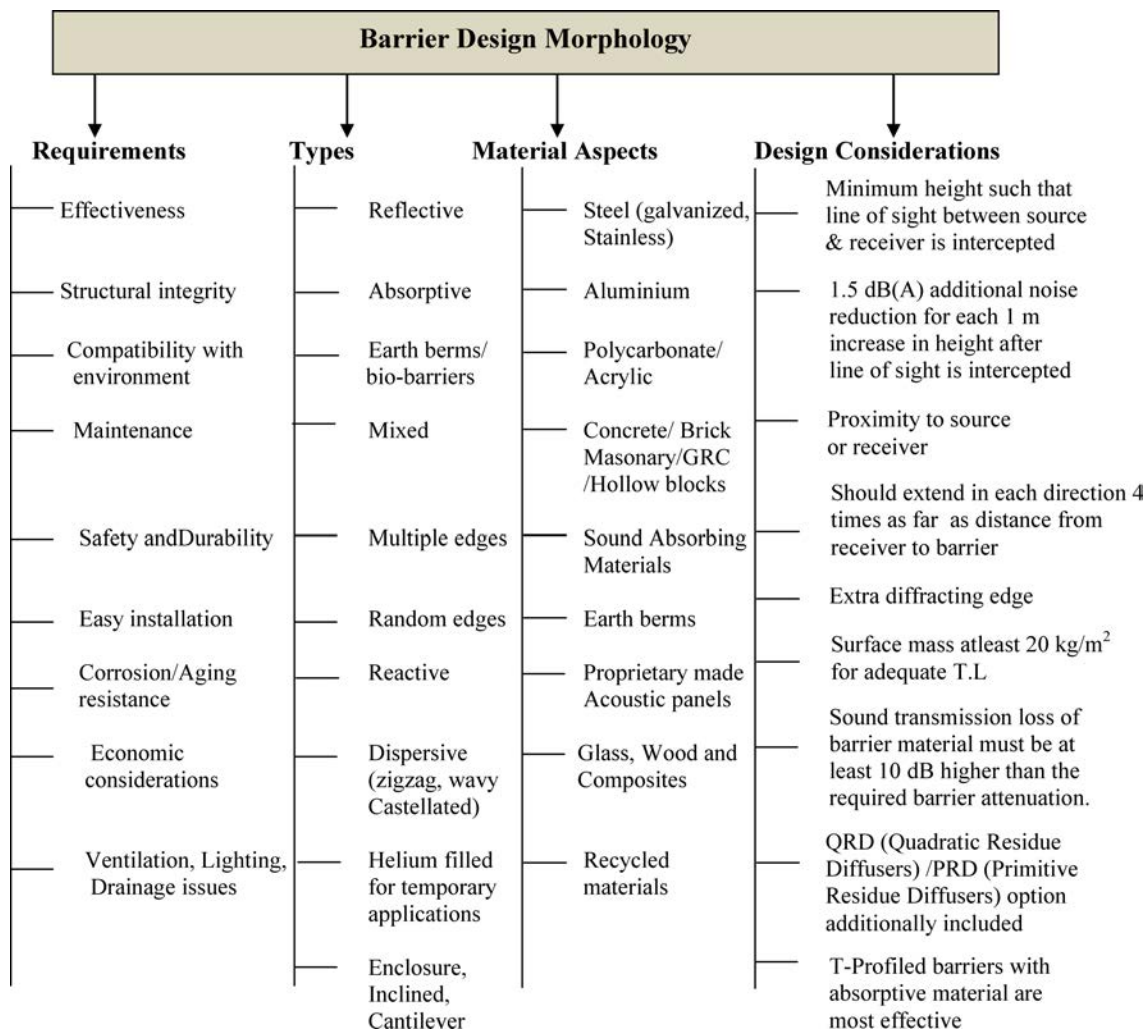 Barrier Design Morphology
Requirements
Effectiveness
Structural integrity
Compatibility with
environment
Maintenance
Safety andDurability
Easy installation
Corrosion/Aging
resistance
Economic
considerations
Ventilation, Lighting,
Drainage issues
Types
Reflective
Absorptive
Earth berms/
bio-barriers
Mixed
Multiple edges
Random edges
Reactive
Dispersive
(zigzag, wavy
Castellated)
Helium filled
for temporary
applications
Enclosure,
Inclined,
Cantilever
Material Aspects
Steel (galvanized,
Stainless)
Aluminium
Polycarbonate/
Acrylic
Concrete/ Brick
Masonary/GRC
/Hollow blocks
Sound Absorbing
Materials
Earth berms
Proprietary made
Acoustic panels
Glass, Wood and
Composites
Recycled
materials
Design Considerations
Minimum height such that
line of sight between source
& receiver is intercepted
1.5 dB(A) additional noise
reduction for each 1 m
increase in height after
line of sight is intercepted
Proximity to source
or receiver
Should extend in each direction 4
times as far as distance from
receiver to barrier
Extra diffracting edge
Surface mass atleast 20 kg/m²
for adequate T.L
Sound transmission loss of
barrier material must be at
least 10 dB higher than the
required barrier attenuation.
QRD (Quadratic Residue
Diffusers) /PRD (Primitive
Residue Diffusers) option
additionally included
T-Profiled barriers with
absorptive material are
most effective